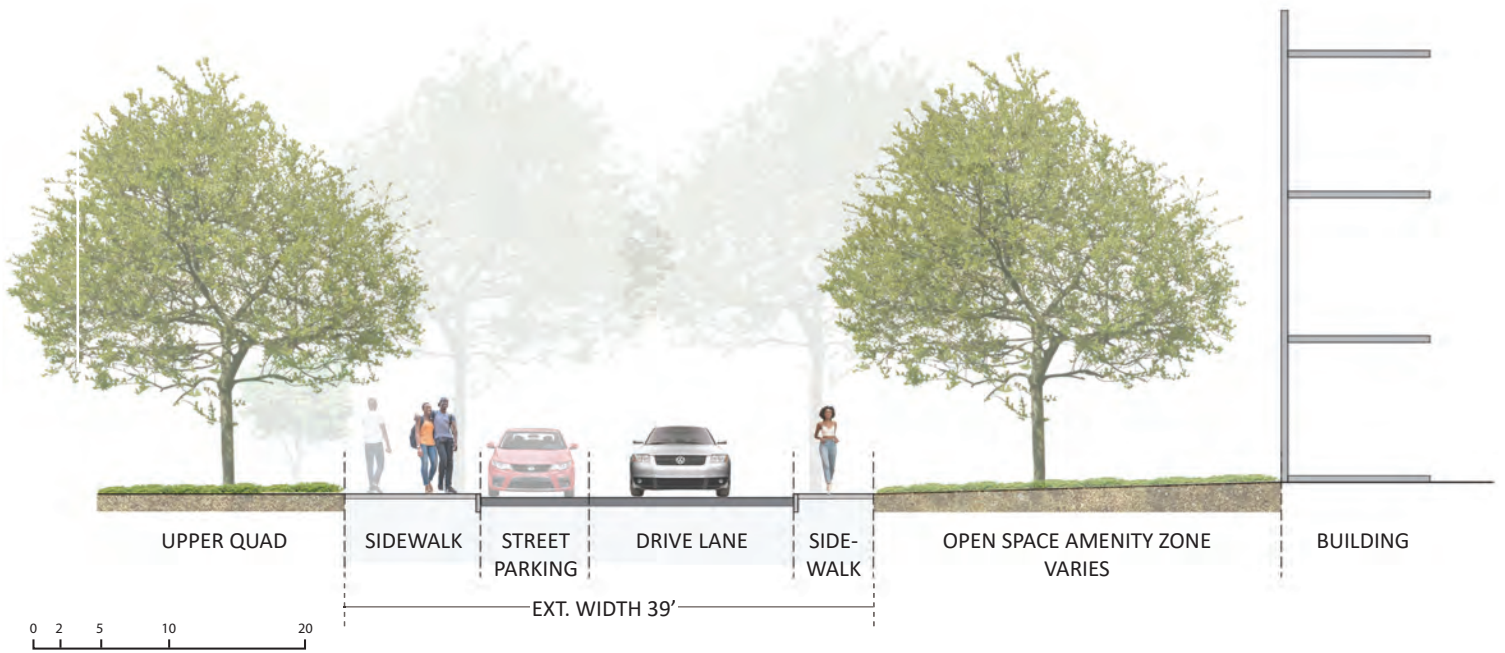 UPPER QUAD
SIDEWALK
STREET
PARKING
DRIVE LANE
SIDE-
WALK
OPEN SPACE AMENITY ZONE
VARIES
BUILDING
EXT. WIDTH 39’
0 2 5 10 20